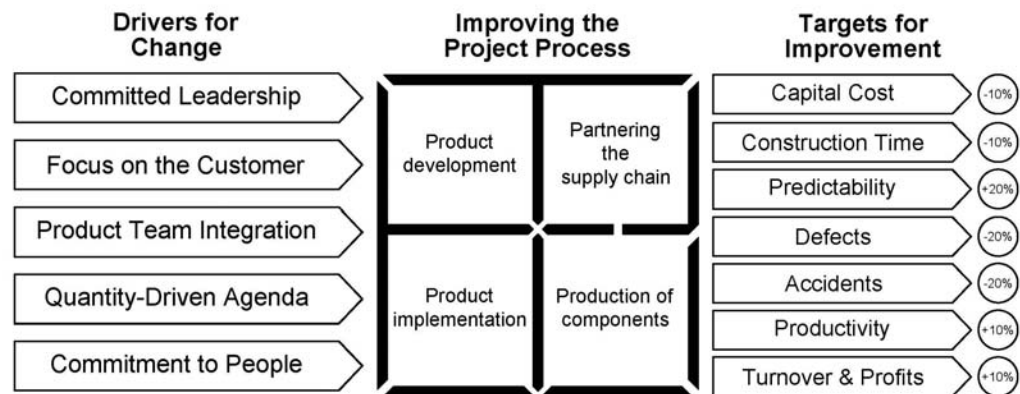 Drivers for
Change
Committed Leadership
Focus on the Customer
Product Team Integration
Quantity-Driven Agenda
Commitment to People
Improving the
Project Process
Product
development
Partnering
the
supply chain
Product
implementation
Production of
components
Targets for
Improvement
Capital Cost
-10%
Construction Time
-10%
Predictability
+20%
Defects
-20%
Accidents
-20%
Productivity
+10%
Turnover & Profits
+10%